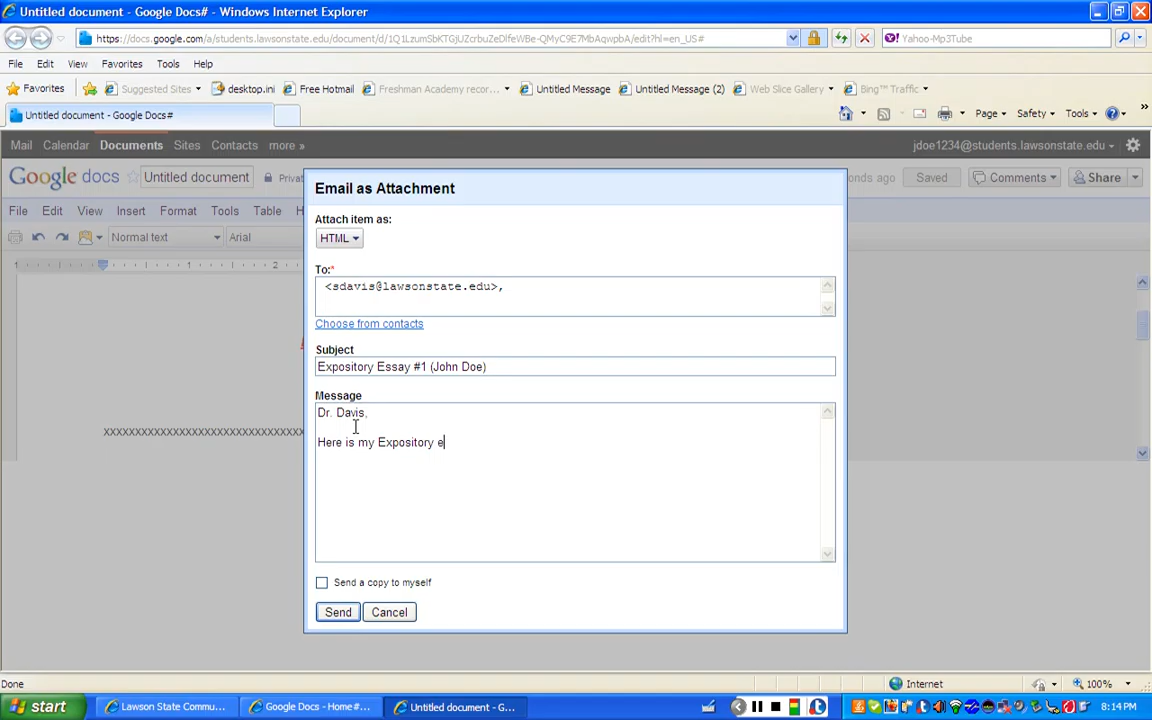 Untitled document - Google Docs# - Windows Internet Explorer
https://docs.google.com/a/students.lawsonstate.edu/document/d/1Q1LzumSbKTGjUZcrbuZeDlfeWBe-QMyC9E7MbAqwpbA/edit?hl=en_US#
Yahoo-Mp3Tube
File Edit View Favorites Tools Help
Favorites Suggested Sites desktop.ini Free Hotmail Freshman Academy recor... Untitled Message Untitled Message (2) Web Slice Gallery Bing™ Traffic
Untitled document - Google Docs# Page Safety Tools
Mail Calendar Documents Sites Contacts more » jdoe1234@students.lawsonstate.edu
Google docs Untitled document onds ago Saved Comments Share
File Edit View Insert Format Tools Table H
Normal text Arial
1 1 2
Email as Attachment
Attach item as:
HTML
To:*
<sdavis@lawsonstate.edu>,
Choose from contacts
Subject
Expository Essay #1 (John Doe)
Message
Dr. Davis,
Here is my Expository e
Send a copy to myself
Send Cancel
Done Internet 100%
start Lawson State Commu... Google Docs - Home#... Untitled document - G... 8:14 PM